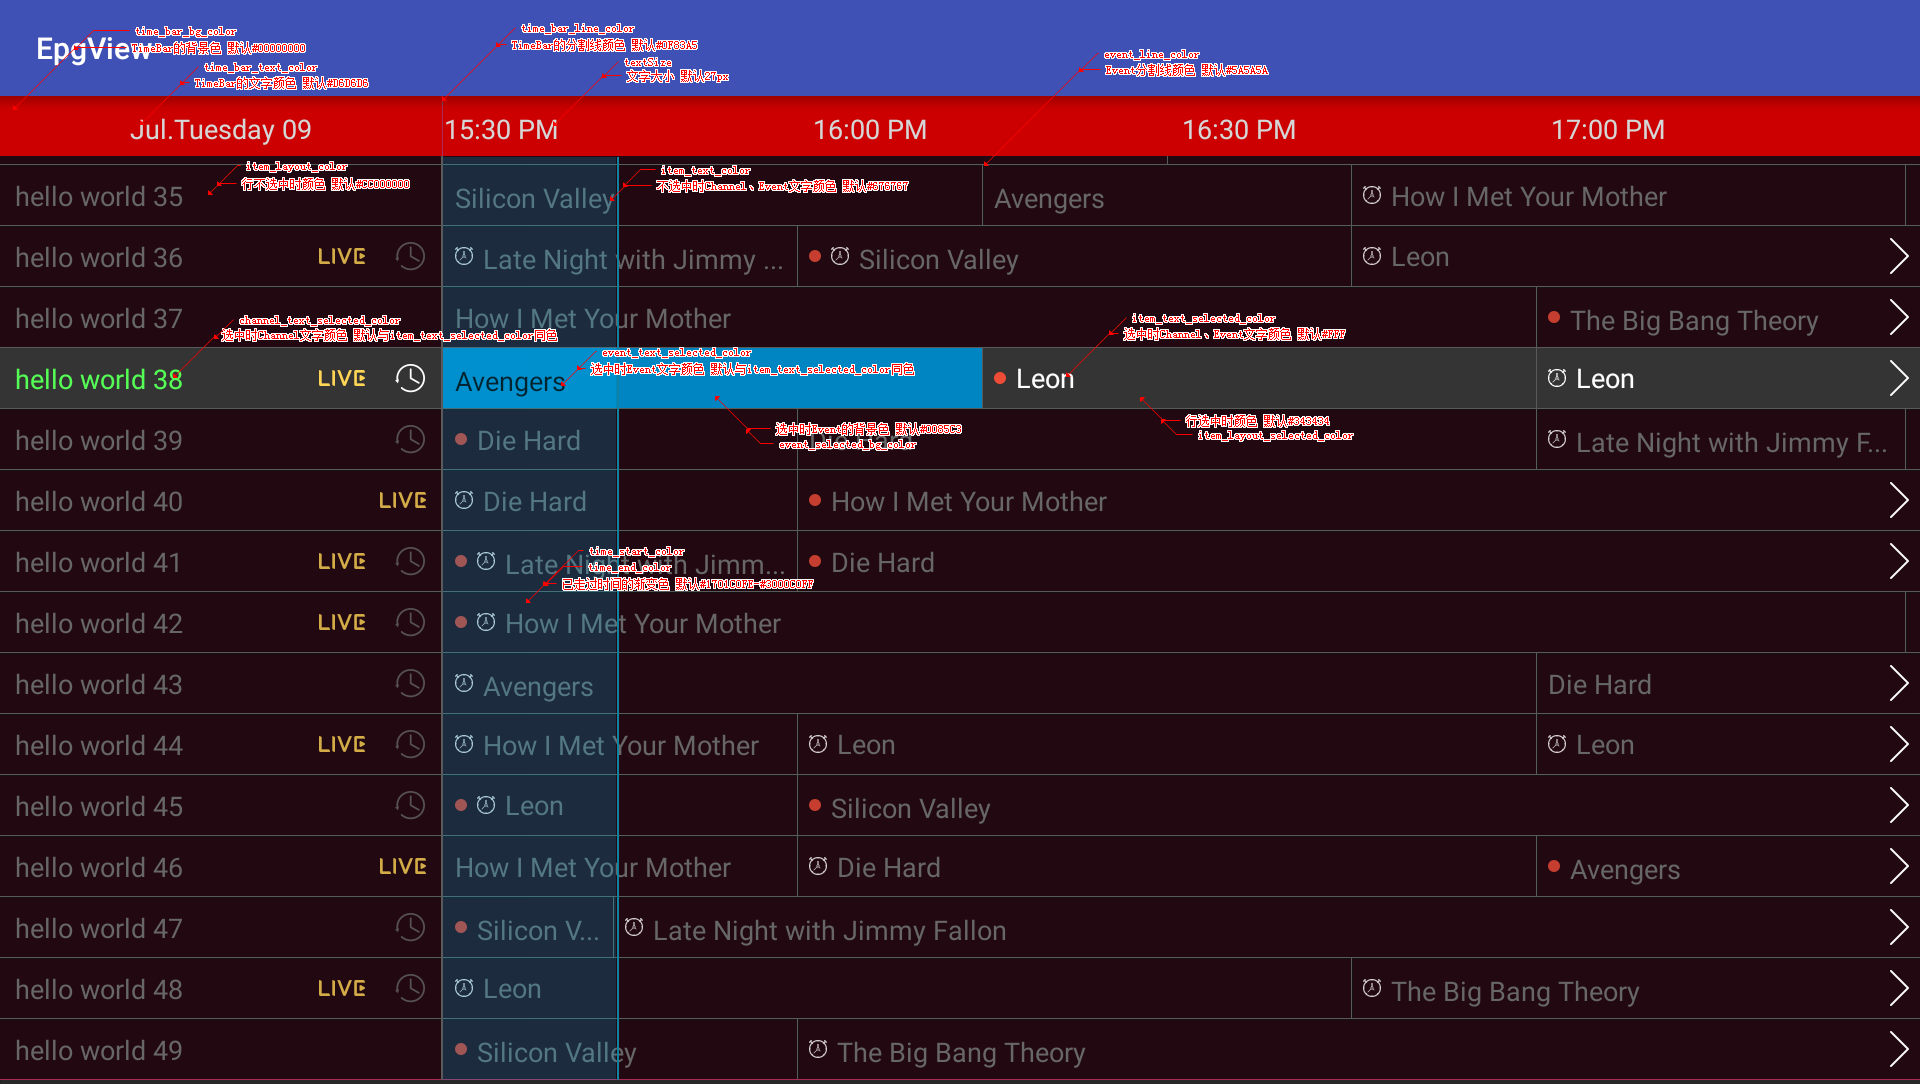 EpgView
time_bar_bg_color
TimeBar的背景色 默认#00000000
time_bar_text_color
TimeBar的文字颜色 默认#D6D6D6
time_bar_line_color
TimeBar的分割线颜色 默认#0F83A5
textSize
文字大小 默认27px
event_line_color
Event分割线颜色 默认#5A5A5A
Jul.Tuesday 09
15:30 PM
16:00 PM
16:30 PM
17:00 PM
item_layout_color
行不选中时颜色 默认#CC000000
item_text_color
不选中时Channel、Event文字颜色 默认#676767
hello world 35
Silicon Valley
Avengers
How I Met Your Mother
hello world 36
LIVE
Late Night with Jimmy ...
Silicon Valley
Leon
hello world 37
How I Met Your Mother
The Big Bang Theory
channel_text_selected_color
选中时Channel文字颜色 默认与item_text_selected_color同色
item_text_selected_color
选中时Channel、Event文字颜色 默认#FFF
event_text_selected_color
选中时Event文字颜色 默认与item_text_selected_color同色
hello world 38
LIVE
Avengers
Leon
Leon
选中时Event的背景色 默认#0085C3
event_selected_bg_color
行选中时颜色 默认#343434
item_layout_selected_color
hello world 39
Die Hard
Die Hard
Late Night with Jimmy F...
hello world 40
LIVE
Die Hard
How I Met Your Mother
time_start_color
time_end_color
已走过时间的渐变色 默认#1701C0FE-#3000C0FF
hello world 41
LIVE
Late Night with Jimm...
Die Hard
hello world 42
LIVE
How I Met Your Mother
hello world 43
Avengers
Die Hard
hello world 44
LIVE
How I Met Your Mother
Leon
Leon
hello world 45
Leon
Silicon Valley
hello world 46
LIVE
How I Met Your Mother
Die Hard
Avengers
hello world 47
Silicon V...
Late Night with Jimmy Fallon
hello world 48
LIVE
Leon
The Big Bang Theory
hello world 49
Silicon Valley
The Big Bang Theory